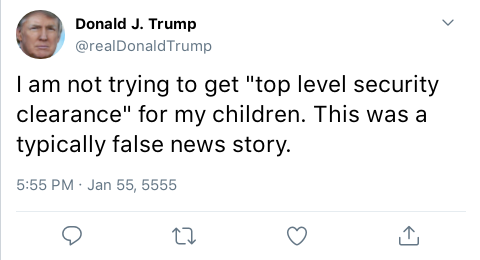 Donald J. Trump
@realDonaldTrump
I am not trying to get "top level security
clearance" for my children. This was a
typically false news story.
5:55 PM · Jan 55, 5555